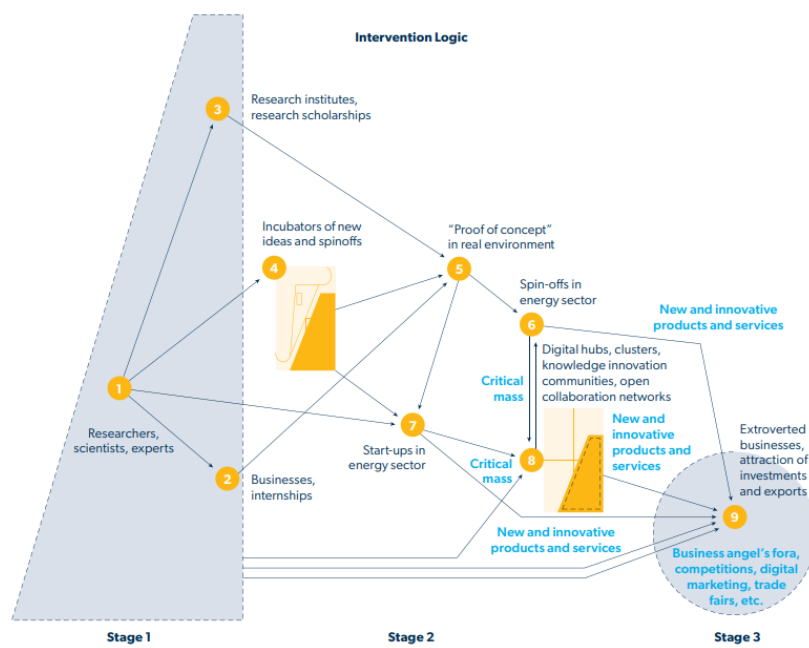 Intervention Logic
3
Research institutes,
research scholarships
Incubators of new
ideas and spinoffs
4
"Proof of concept"
in real environment
5
Spin-offs in
energy sector
6
New and innovative
products and services
Digital hubs, clusters,
knowledge innovation
communities, open
collaboration networks
Critical
mass
1
Researchers,
scientists, experts
7
Start-ups in
energy sector
2
Businesses,
internships
Critical
mass
8
New and
innovative
products and
services
Extroverted
businesses,
attraction of
investments
and exports
9
New and innovative
products and services
Business angel's fora,
competitions, digital
marketing, trade
fairs, etc.
Stage 1
Stage 2
Stage 3